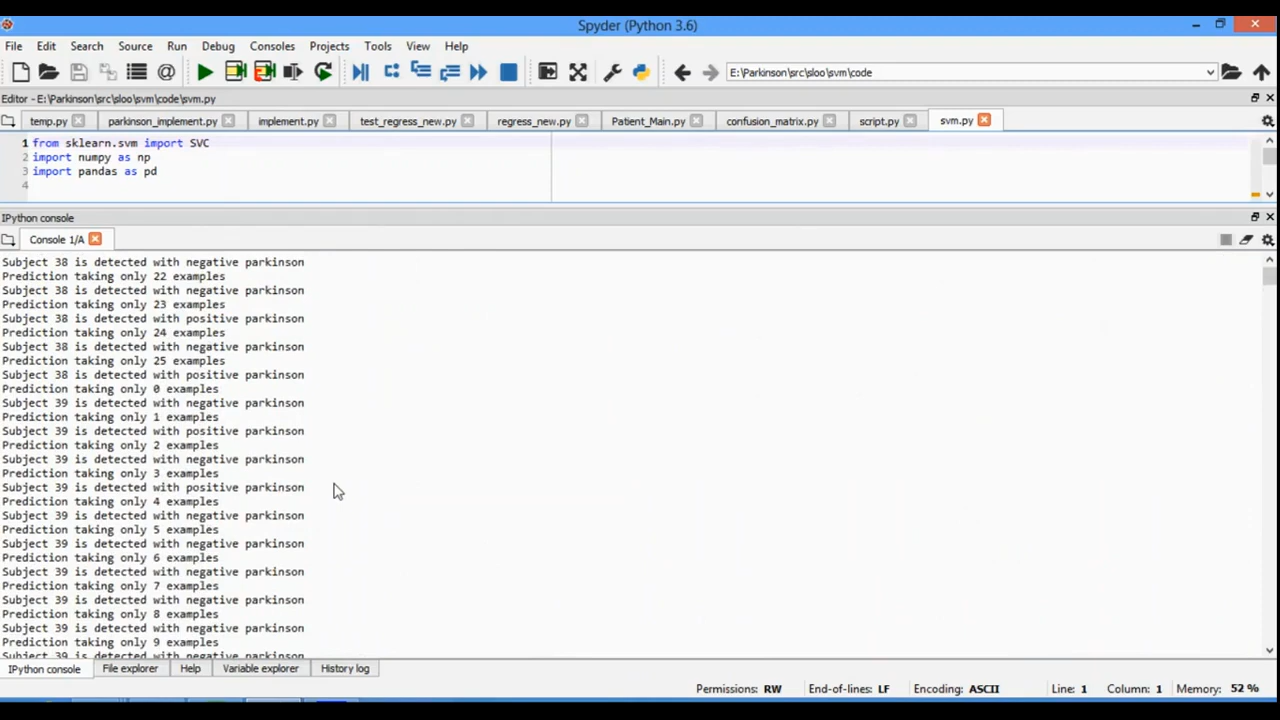 Spyder (Python 3.6)
File Edit Search Source Run Debug Consoles Projects Tools View Help
E:\Parkinson\src\sloo\svm\code
Editor - E:\Parkinson\src\sloo\svm\code\svm.py
temp.py parkinson_implement.py implement.py test_regress_new.py regress_new.py Patient_Main.py confusion_matrix.py script.py svm.py
1 from sklearn.svm import SVC
2 import numpy as np
3 import pandas as pd
4
IPython console
Console 1/A
Subject 38 is detected with negative parkinson
Prediction taking only 22 examples
Subject 38 is detected with negative parkinson
Prediction taking only 23 examples
Subject 38 is detected with positive parkinson
Prediction taking only 24 examples
Subject 38 is detected with negative parkinson
Prediction taking only 25 examples
Subject 38 is detected with positive parkinson
Prediction taking only 0 examples
Subject 39 is detected with negative parkinson
Prediction taking only 1 examples
Subject 39 is detected with positive parkinson
Prediction taking only 2 examples
Subject 39 is detected with negative parkinson
Prediction taking only 3 examples
Subject 39 is detected with positive parkinson
Prediction taking only 4 examples
Subject 39 is detected with negative parkinson
Prediction taking only 5 examples
Subject 39 is detected with negative parkinson
Prediction taking only 6 examples
Subject 39 is detected with negative parkinson
Prediction taking only 7 examples
Subject 39 is detected with negative parkinson
Prediction taking only 8 examples
Subject 39 is detected with negative parkinson
Prediction taking only 9 examples
Subject 39 is detected with negative parkinson
IPython console File explorer Help Variable explorer History log
Permissions: RW End-of-lines: LF Encoding: ASCII Line: 1 Column: 1 Memory: 52 %